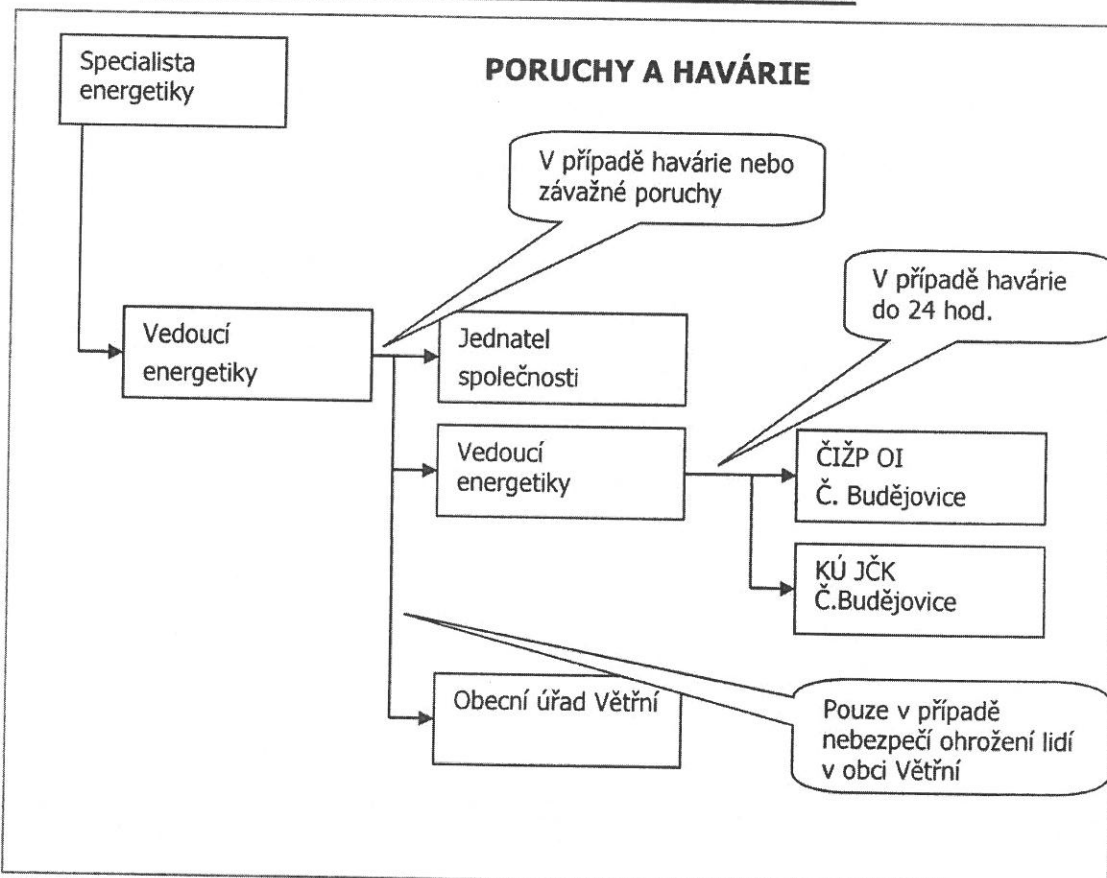 Specialista
energetiky
PORUCHY A HAVÁRIE
V případě havárie nebo
závažné poruchy
V případě havárie
do 24 hod.
Vedoucí
energetiky
Jednatel
společnosti
Vedoucí
energetiky
ČIŽP OI
Č. Budějovice
KÚ JČK
Č.Budějovice
Obecní úřad Větřní
Pouze v případě
nebezpečí ohrožení lidí
v obci Větřní